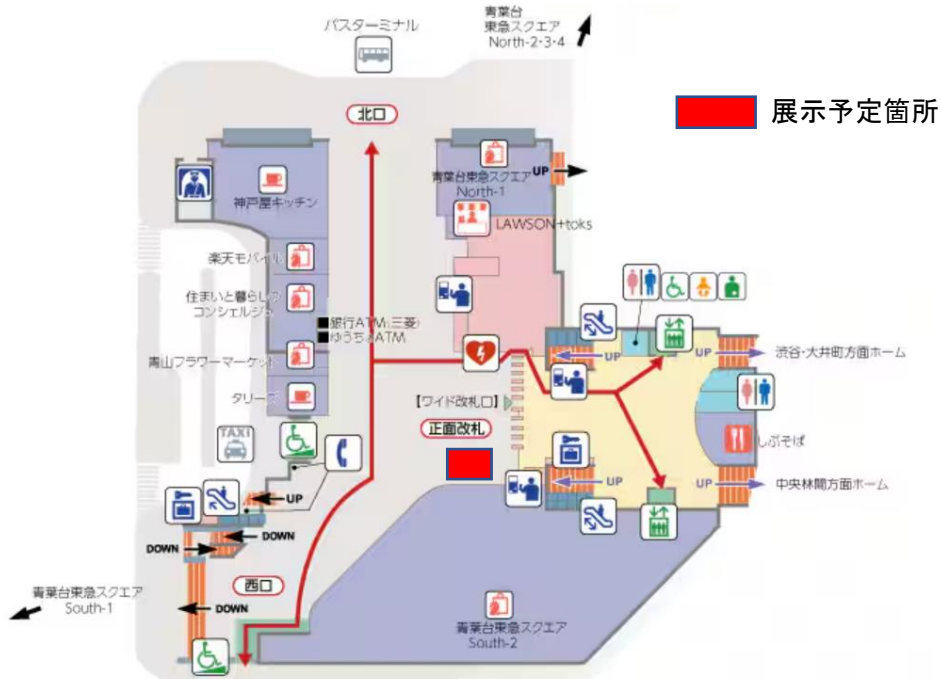 青葉台
東急スクエア
North-2・3・4
バスターミナル
展示予定箇所
北口
青葉台東急スクエア
North-1
UP
神戸屋キッチン
LAWSON+toks
楽天モバイル
住まいと暮らしの
コンシェルジュ
■銀行ATM(三菱)
■ゆうちょATM
青山フラワーマーケット
UP
UP
渋谷・大井町方面ホーム
タリーズ
【ワイド改札口】
正面改札
TAXI
しぶそば
UP
UP
中央林間方面ホーム
UP
DOWN
DOWN
西口
青葉台東急スクエア
South-1
DOWN
青葉台東急スクエア
South-2